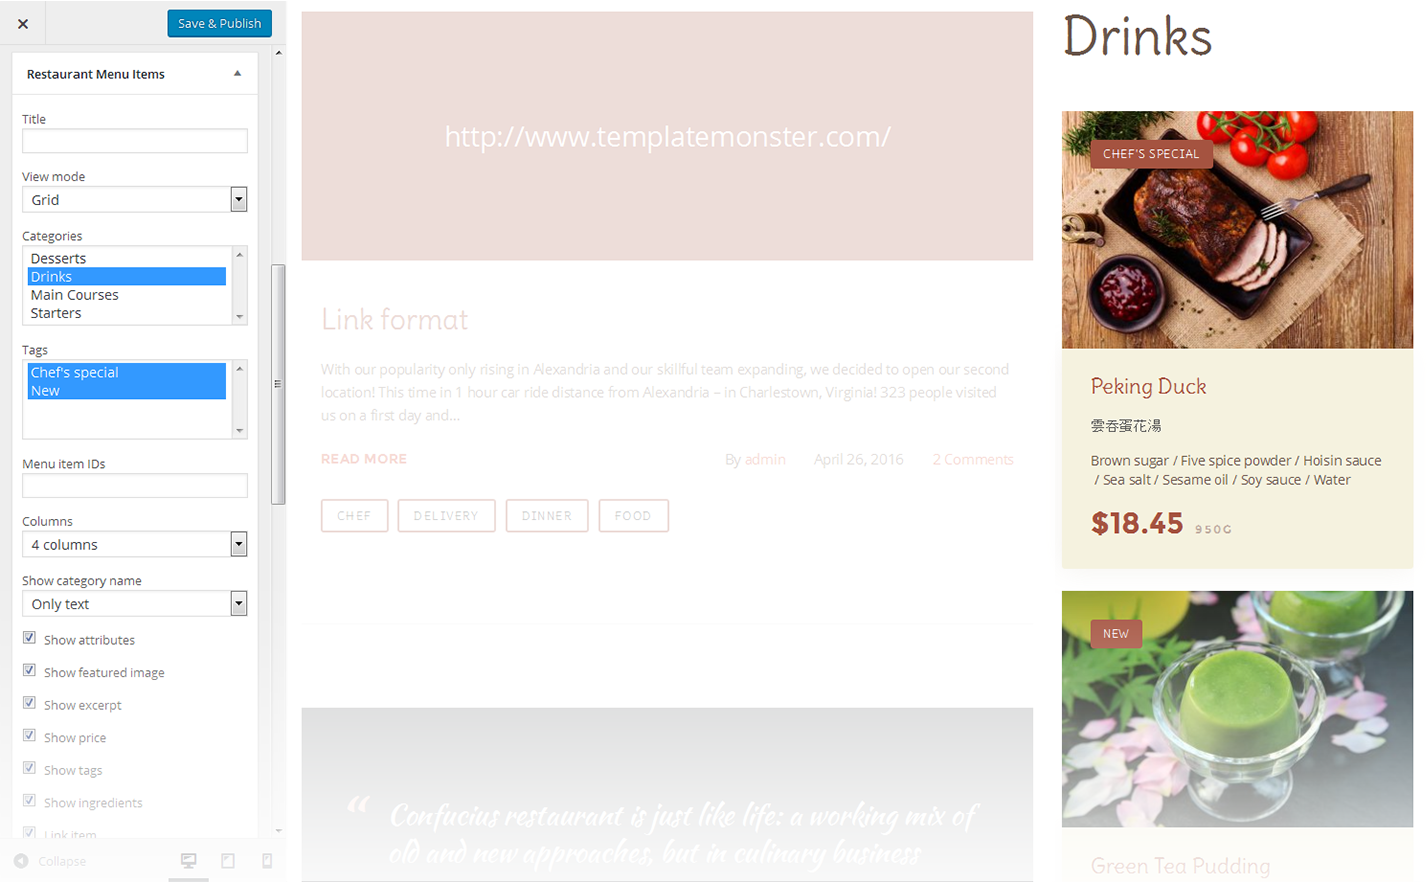 Save & Publish
Restaurant Menu Items
Title
View mode
Grid
Categories
Desserts
Drinks
Main Courses
Starters
Tags
Chef's special
New
Menu item IDs
Columns
4 columns
Show category name
Only text
Show attributes
Show featured image
Show excerpt
Show price
Show tags
Show ingredients
Link item
Collapse
http://www.templatemonster.com/
Link format
With our popularity only rising in Alexandria and our skillful team expanding, we decided to open our second
location! This time in 1 hour car ride distance from Alexandria – in Charlestown, Virginia! 323 people visited
us on a first day and...
READ MORE
By admin
April 26, 2016
2 Comments
CHEF
DELIVERY
DINNER
FOOD
“ Confucius restaurant is just like life: a working mix of
old and new approaches, but in culinary business
Drinks
CHEF'S SPECIAL
Peking Duck
雲吞蛋花湯
Brown sugar / Five spice powder / Hoisin sauce
/ Sea salt / Sesame oil / Soy sauce / Water
$18.45 950G
NEW
Green Tea Pudding